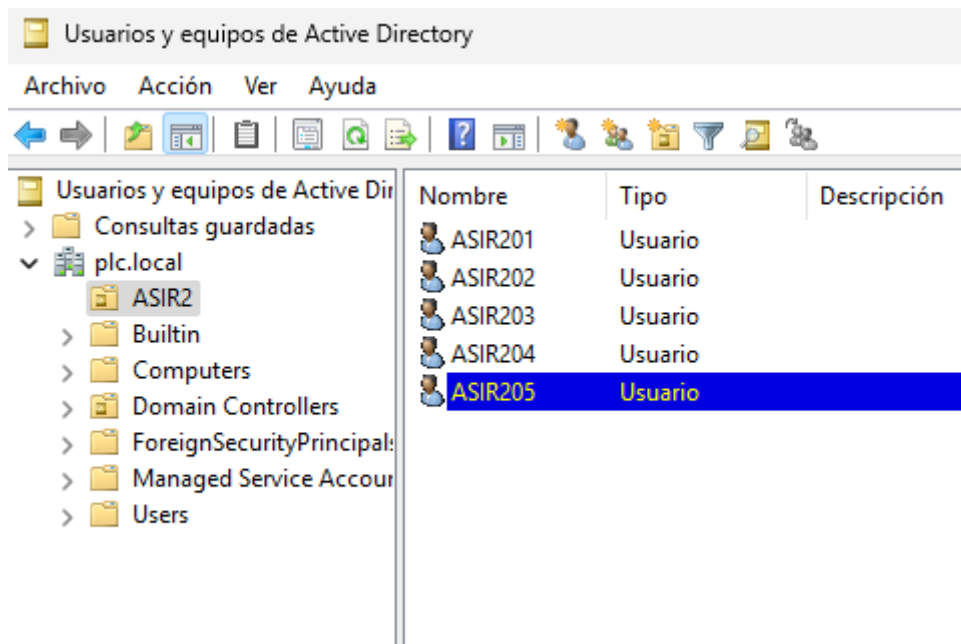 Usuarios y equipos de Active Directory
Archivo Acción Ver Ayuda
Usuarios y equipos de Active Dir
Consultas guardadas
plc.local
ASIR2
Builtin
Computers
Domain Controllers
ForeignSecurityPrincipals
Managed Service Accour
Users
Nombre Tipo Descripción
ASIR201 Usuario
ASIR202 Usuario
ASIR203 Usuario
ASIR204 Usuario
ASIR205 Usuario